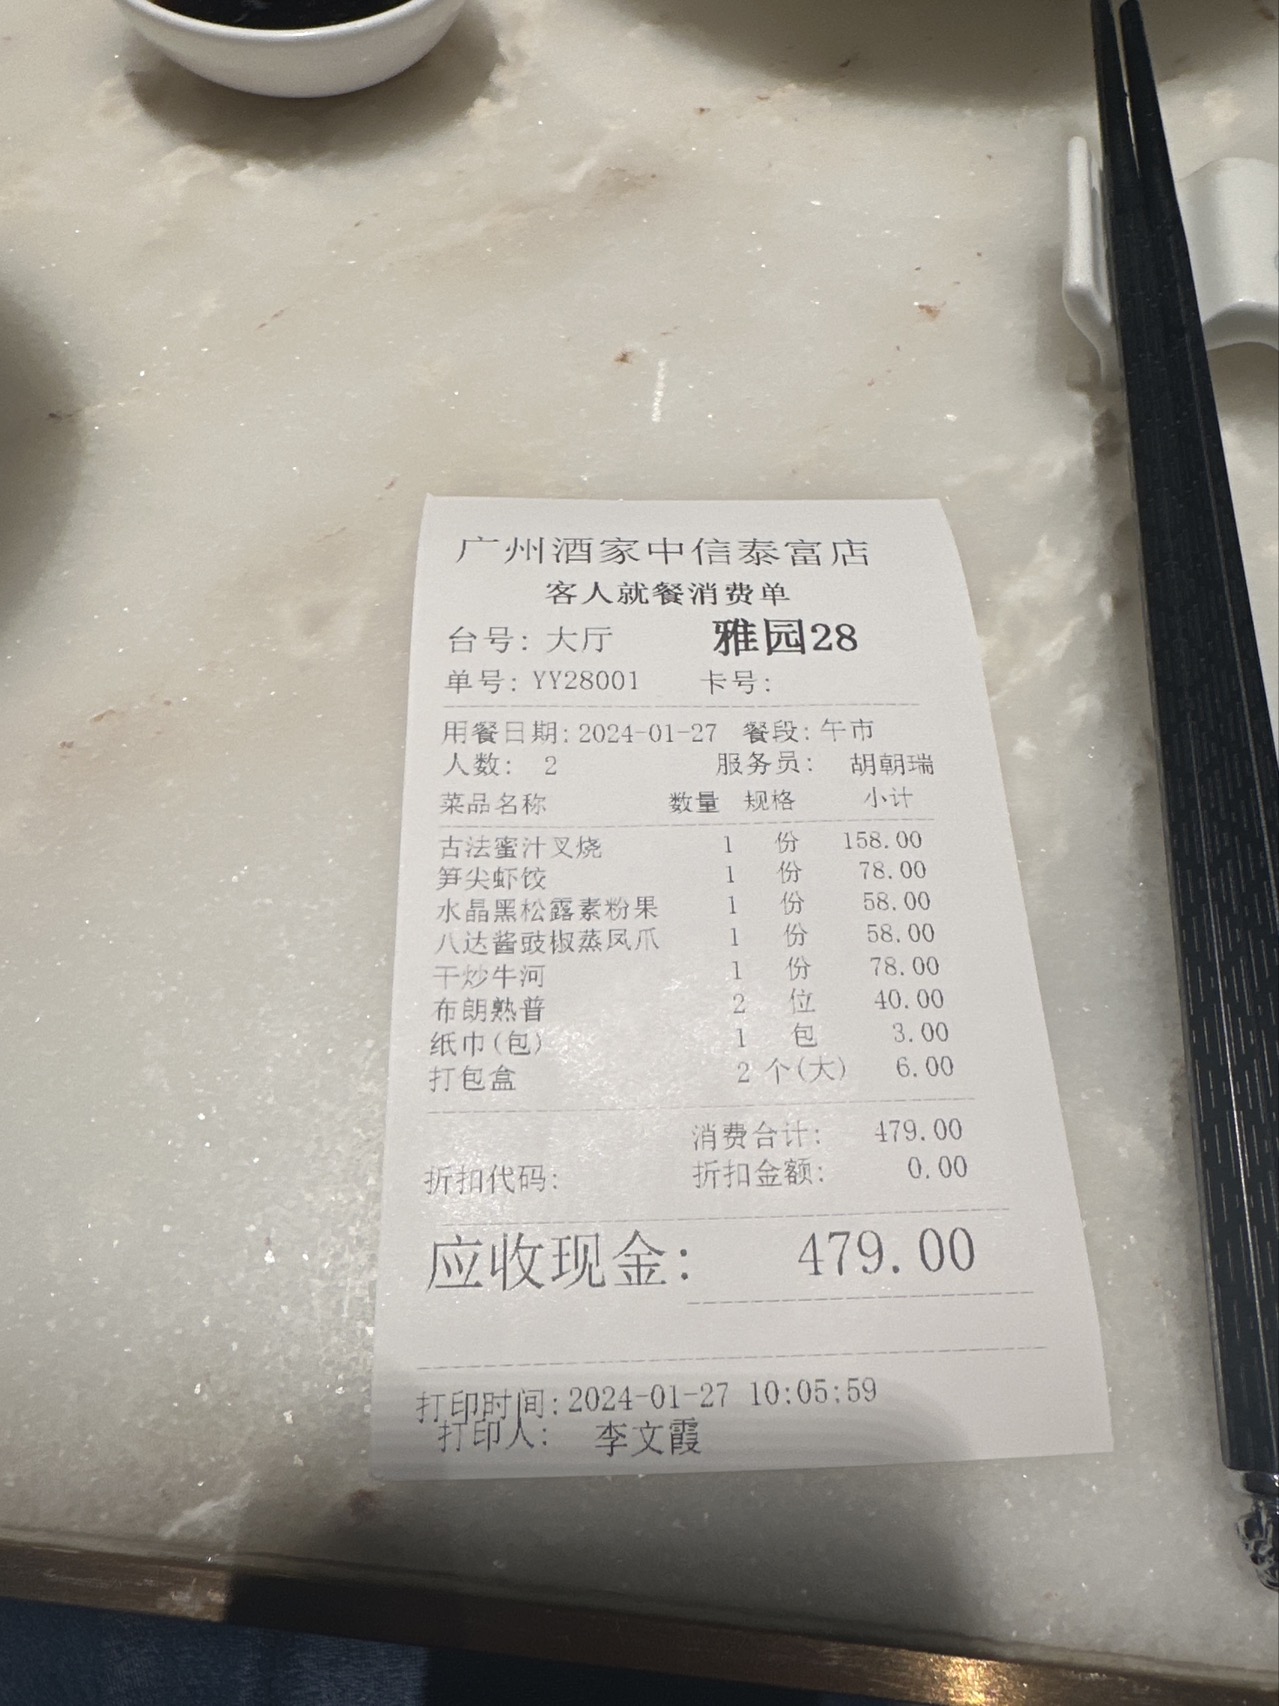 广州酒家中信泰富店
客人就餐消费单
台号: 大厅 雅园28
单号: YY28001 卡号:
用餐日期: 2024-01-27 餐段: 午市
人数: 2 服务员: 胡朝瑞
菜品名称 数量 规格 小计
古法蜜汁叉烧 1 份 158.00
笋尖虾饺 1 份 78.00
水晶黑松露素粉果 1 份 58.00
八达酱豉椒蒸凤爪 1 份 58.00
干炒牛河 1 份 78.00
布朗熟普 2 位 40.00
纸巾(包) 1 包 3.00
打包盒 2 个(大) 6.00
消费合计: 479.00
折扣代码: 折扣金额: 0.00
应收现金: 479.00
打印时间: 2024-01-27 10:05:59
打印人: 李文霞